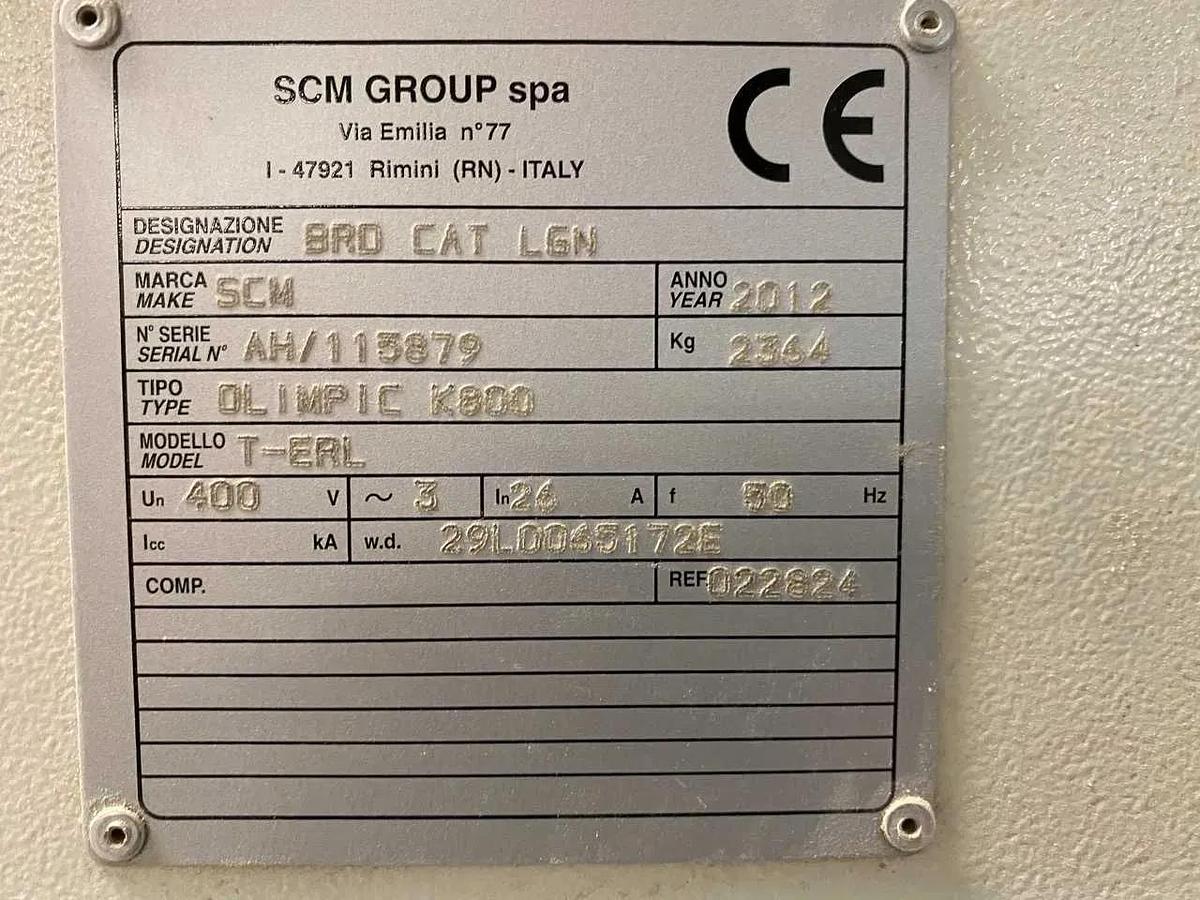 SCM GROUP spa
Via Emilia n°77
I - 47921 Rimini (RN) - ITALY
CE
DESIGNAZIONE
DESIGNATION BRD CAT LGN
MARCA
MAKE SCM
ANNO
YEAR 2012
N° SERIE
SERIAL N° AH/113879
Kg 2364
TIPO
TYPE OLIMPIC K800
MODELLO
MODEL T-ERL
Un 400 V ~ 3 In 26 A f 50 Hz
Icc kA w.d. 29L0065172E
COMP. REF 022824